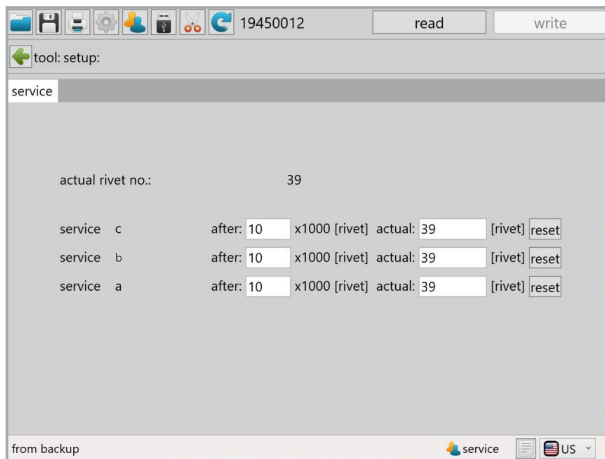 19450012 read write
tool: setup:
service
actual rivet no.: 39
service c after: 10 x1000 [rivet] actual: 39 [rivet] reset
service b after: 10 x1000 [rivet] actual: 39 [rivet] reset
service a after: 10 x1000 [rivet] actual: 39 [rivet] reset
from backup service US